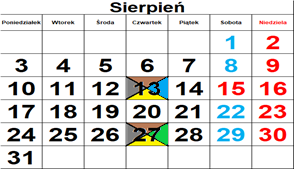 Sierpień
Poniedziałek Wtorek Środa Czwartek Piątek Sobota Niedziela
1 2
3 4 5 6 7 8 9
10 11 12 13 14 15 16
17 18 19 20 21 22 23
24 25 26 27 28 29 30
31